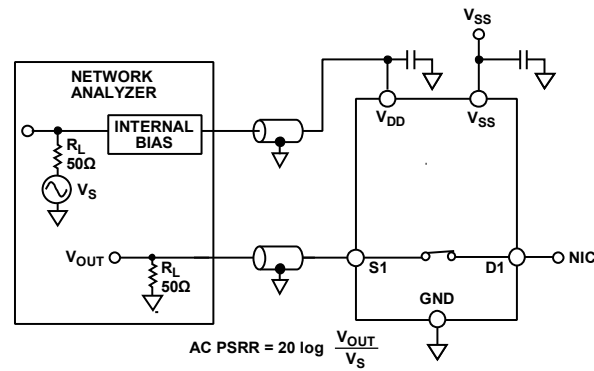 V_SS
NETWORK
ANALYZER
INTERNAL
BIAS
V_DD
V_SS
R_L
50Ω
V_S
V_OUT
R_L
50Ω
S1
D1
NIC
GND
AC PSRR = 20 log V_OUT
V_S